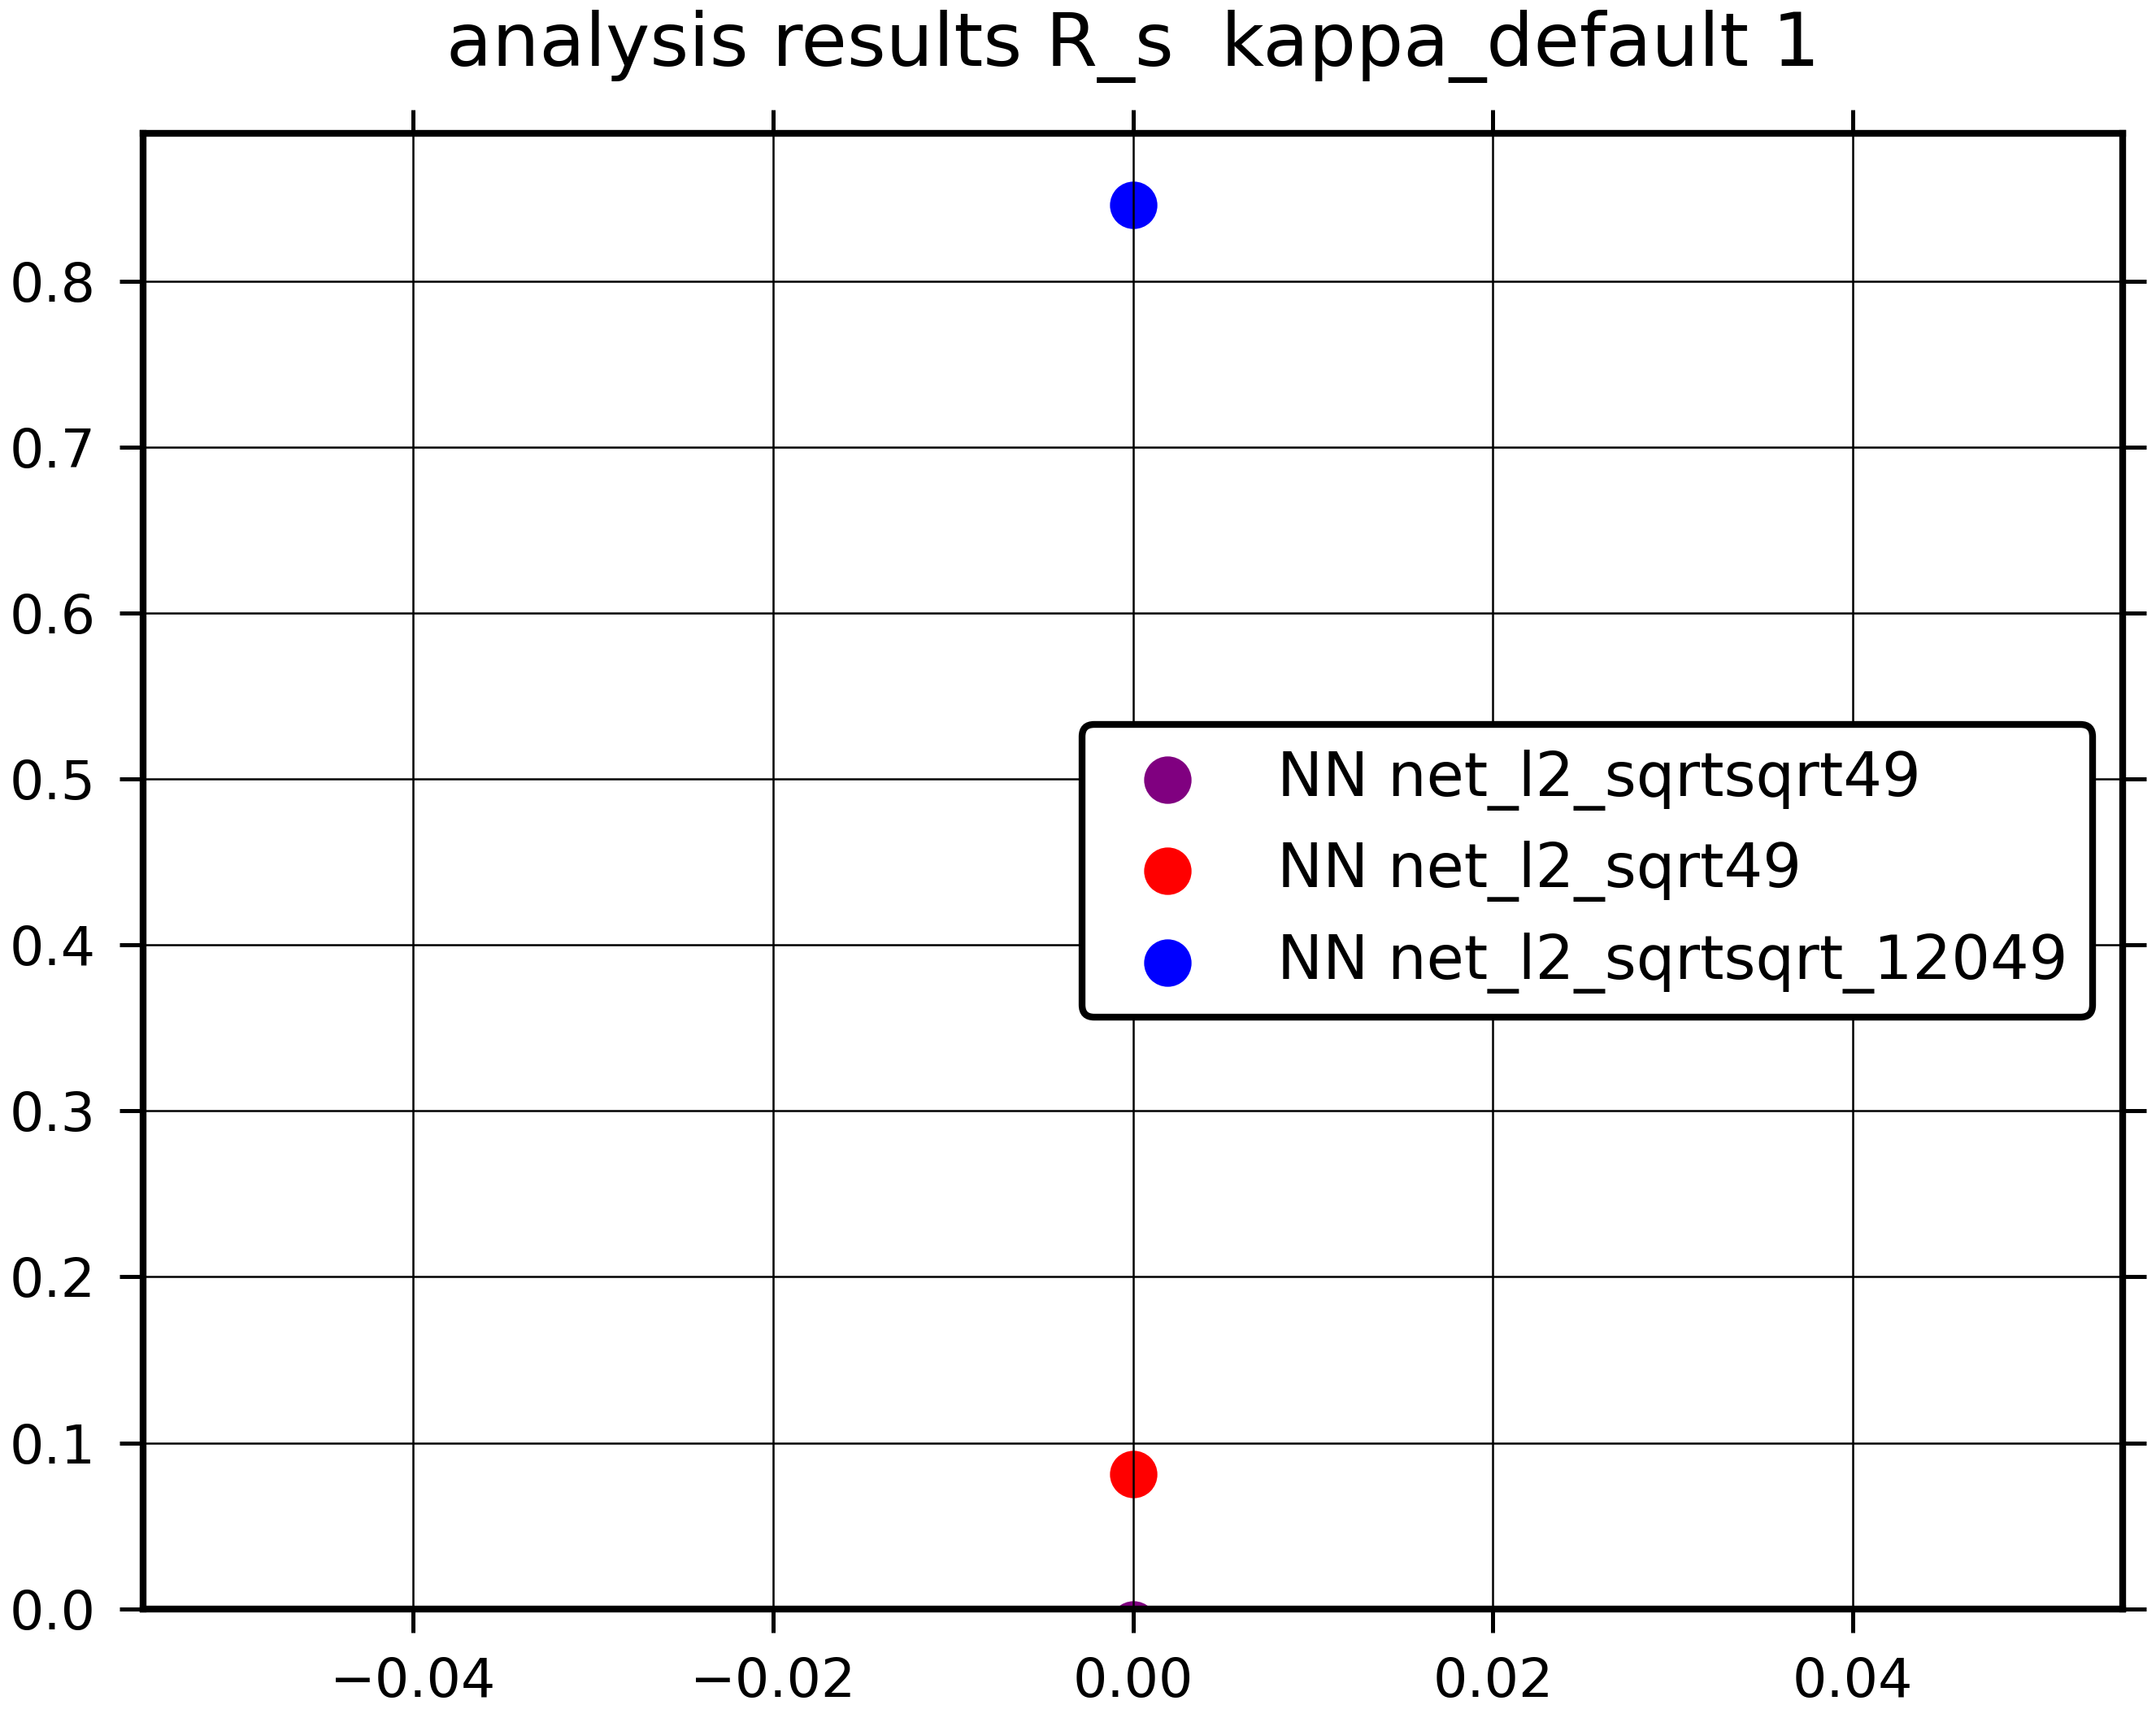 analysis results R_s  kappa_default 1
0.8
0.7
0.6
0.5
0.4
0.3
0.2
0.1
0.0
NN net_l2_sqrtsqrt49
NN net_l2_sqrt49
NN net_l2_sqrtsqrt_12049
−0.04 −0.02 0.00 0.02 0.04